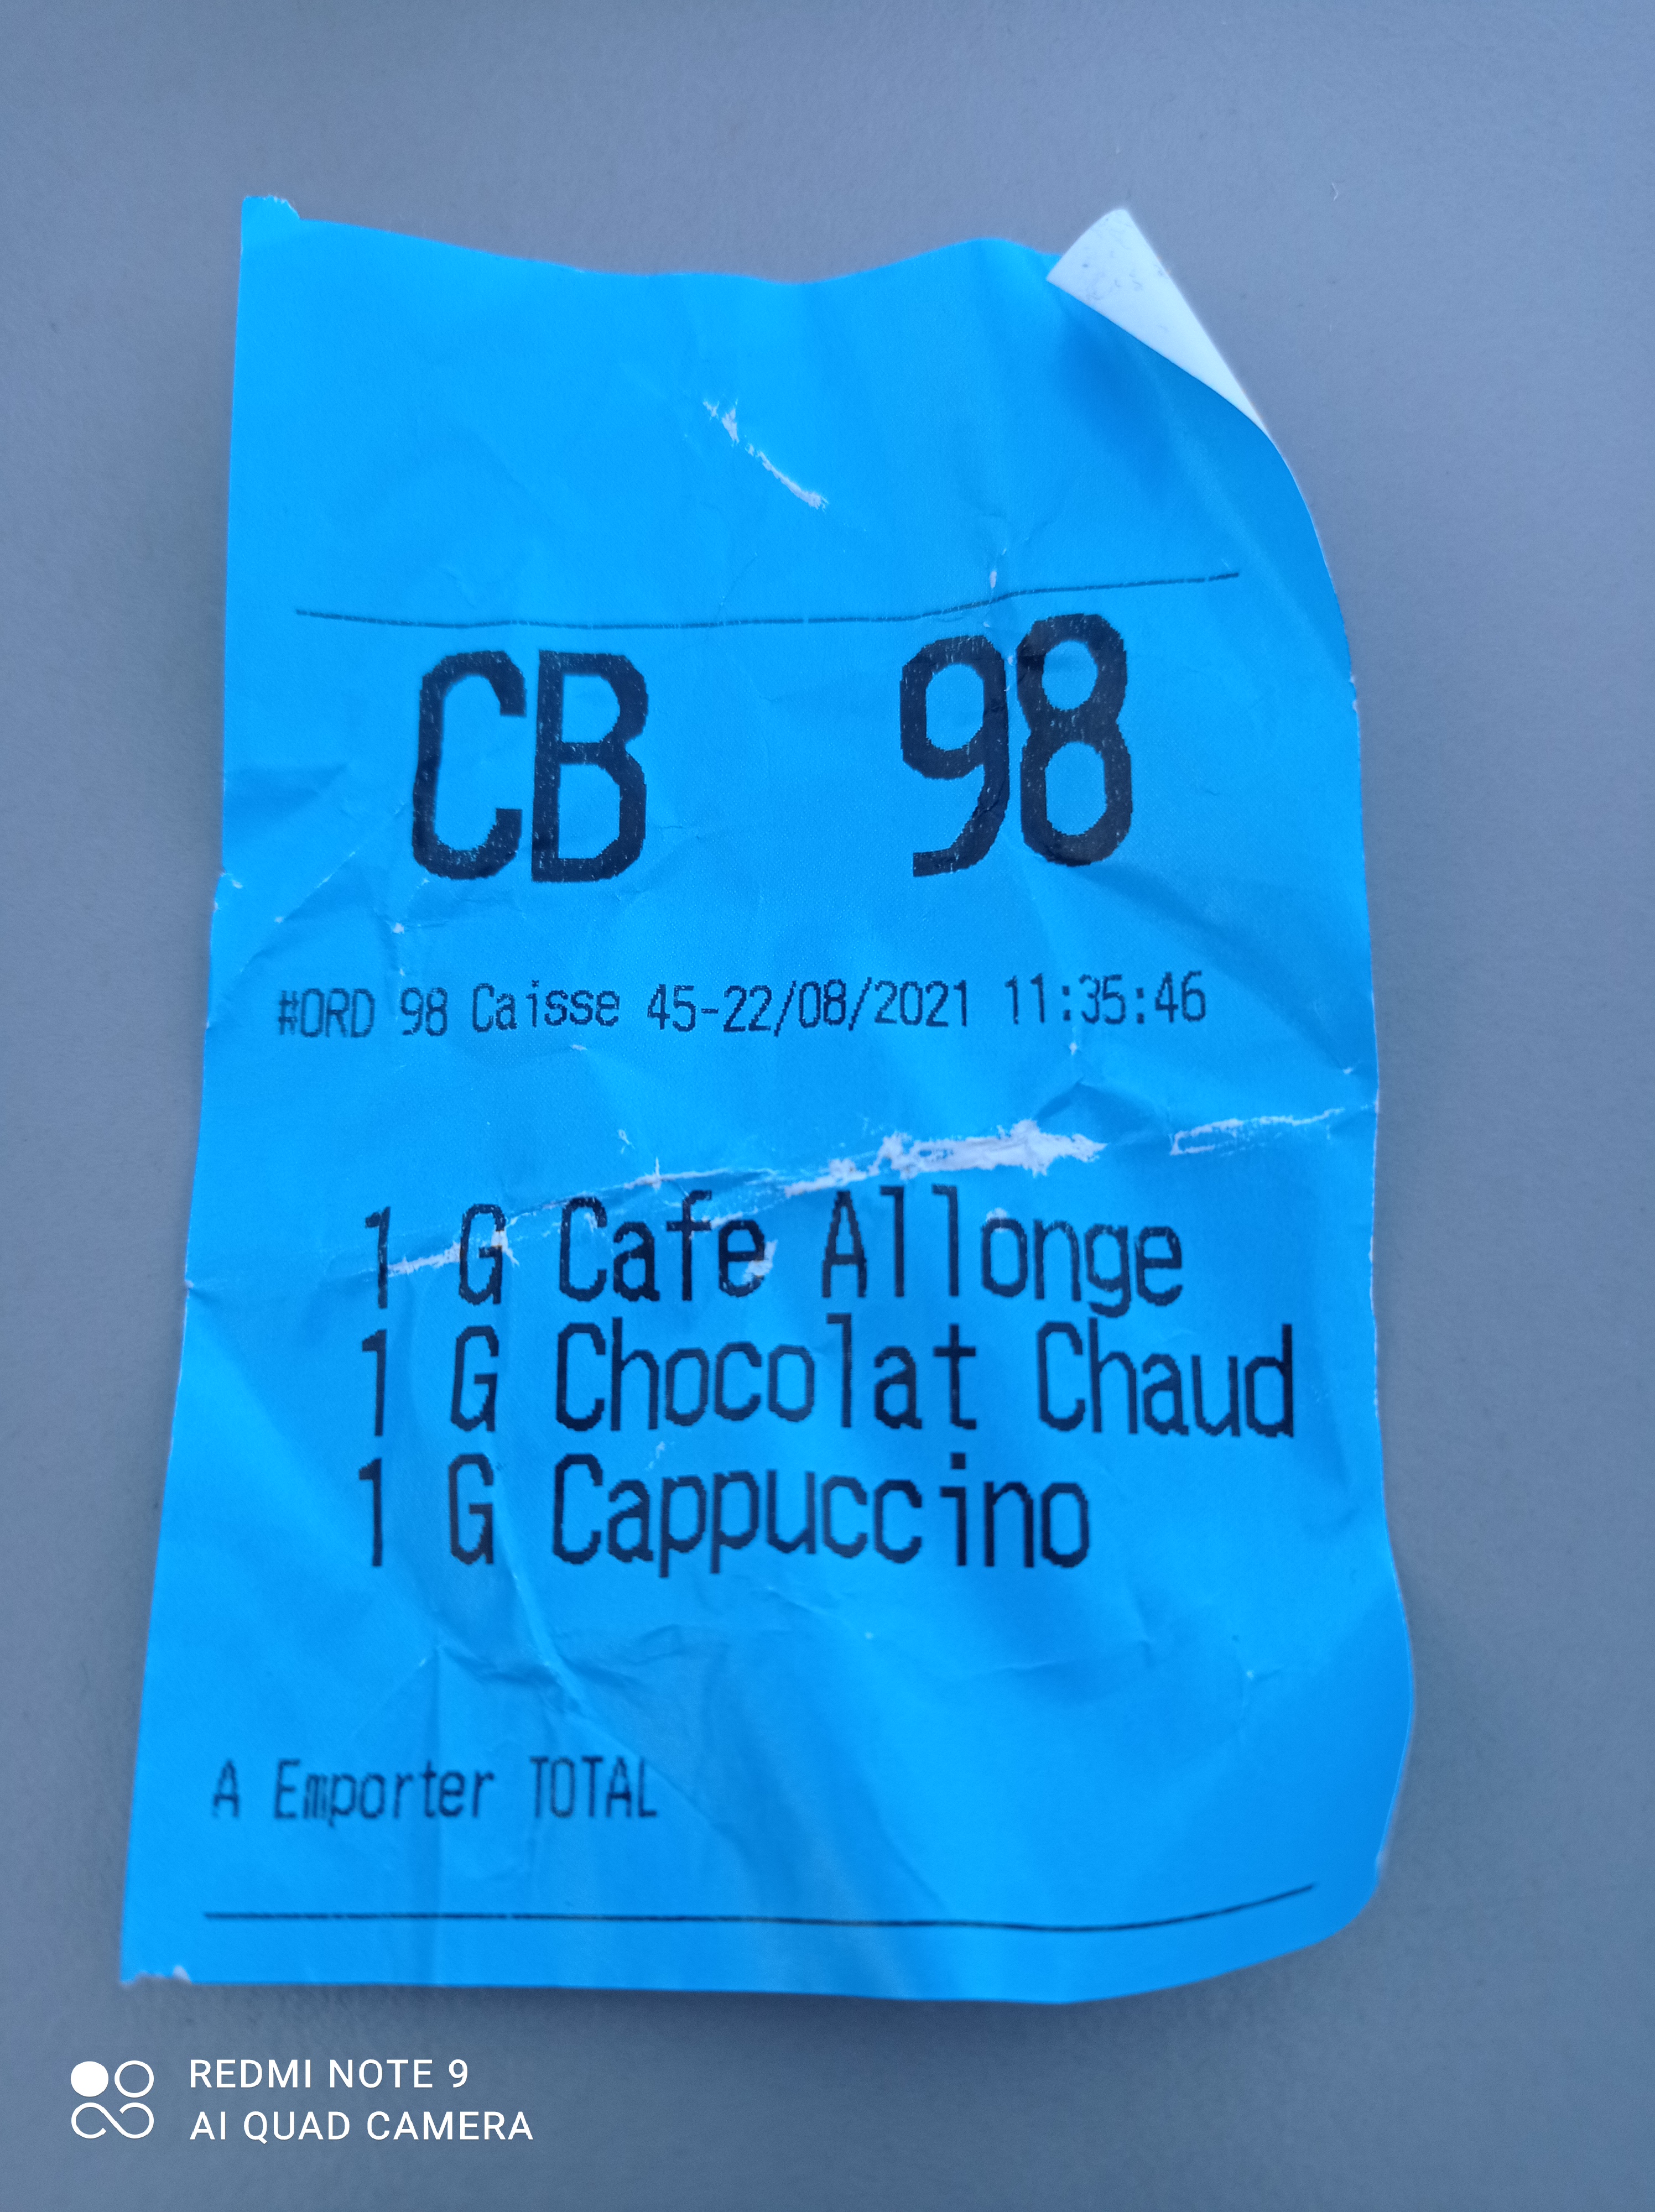 CB 98
#ORD 98 Caisse 45-22/08/2021 11:35:46
1 G Cafe Allonge
1 G Chocolat Chaud
1 G Cappuccino
A Emporter TOTAL
REDMI NOTE 9
AI QUAD CAMERA